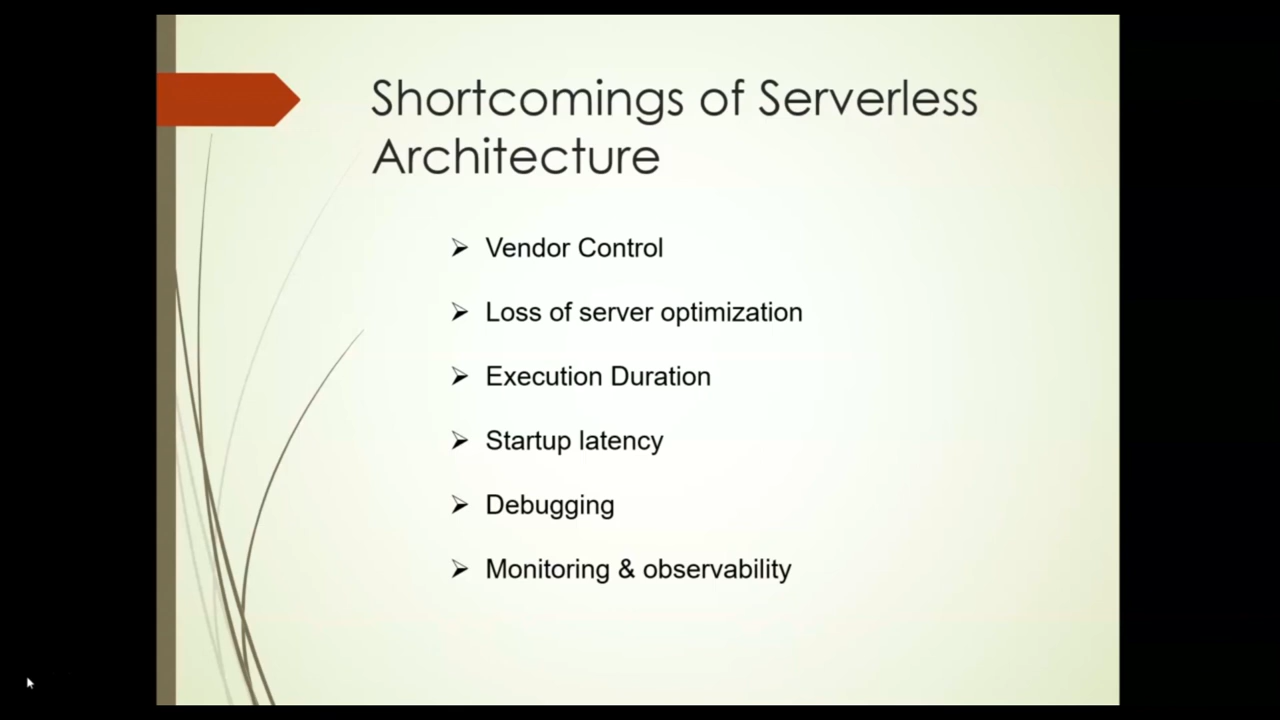 Shortcomings of Serverless
Architecture
➢ Vendor Control
➢ Loss of server optimization
➢ Execution Duration
➢ Startup latency
➢ Debugging
➢ Monitoring & observability